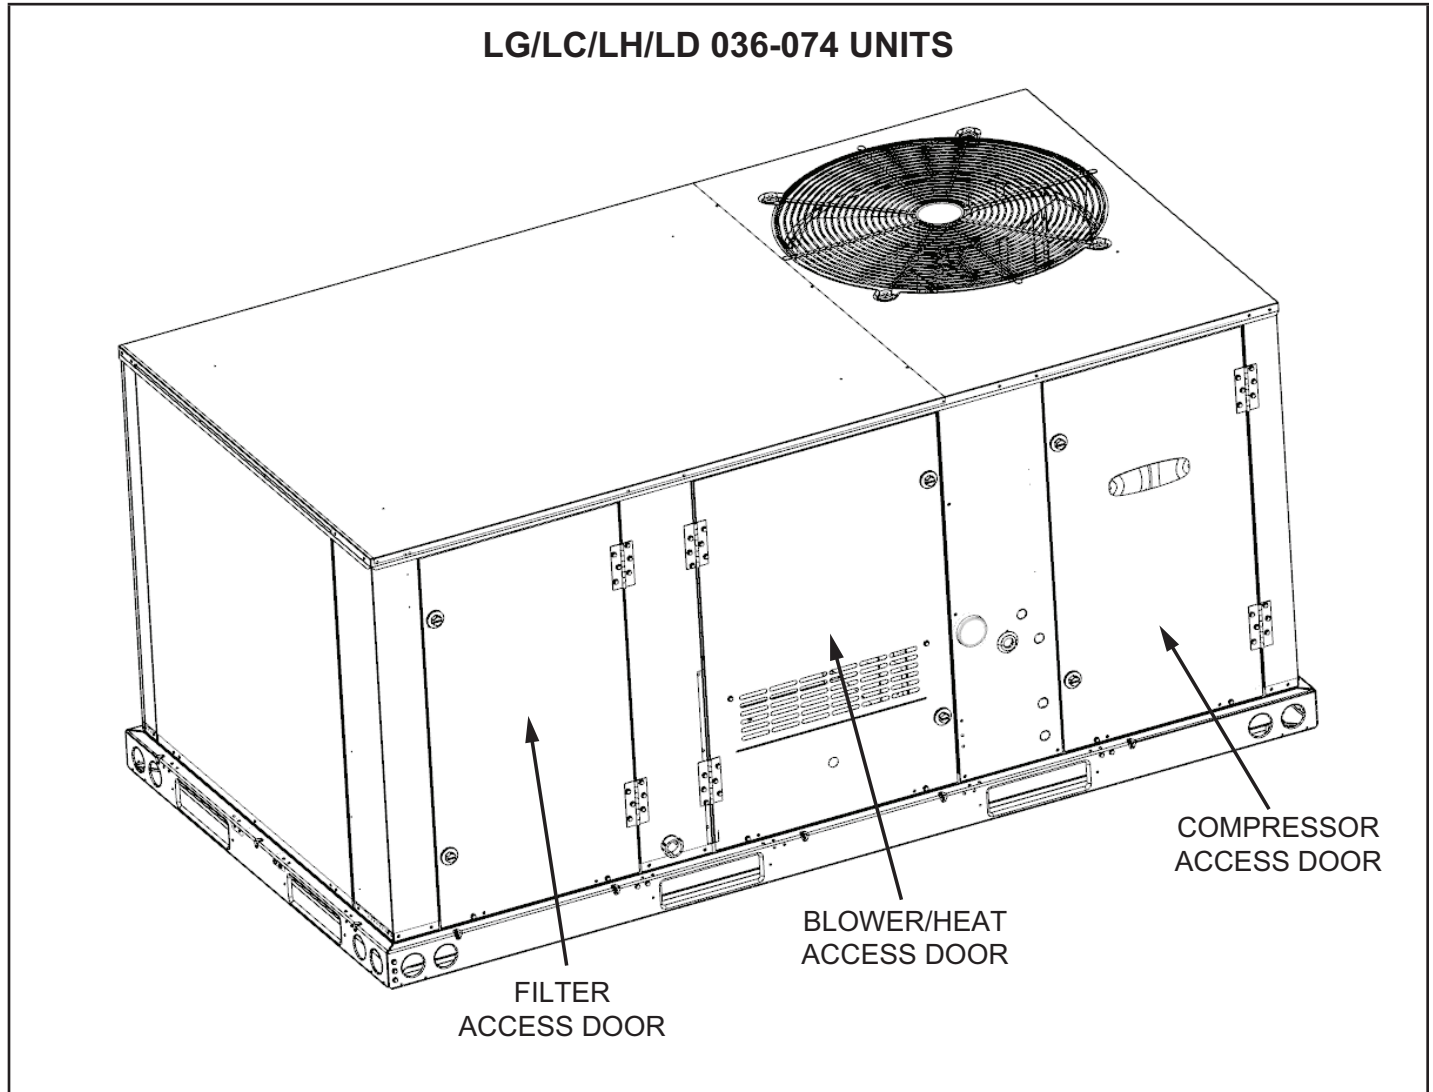 LG/LC/LH/LD 036-074 UNITS
COMPRESSOR
ACCESS DOOR
BLOWER/HEAT
ACCESS DOOR
FILTER
ACCESS DOOR